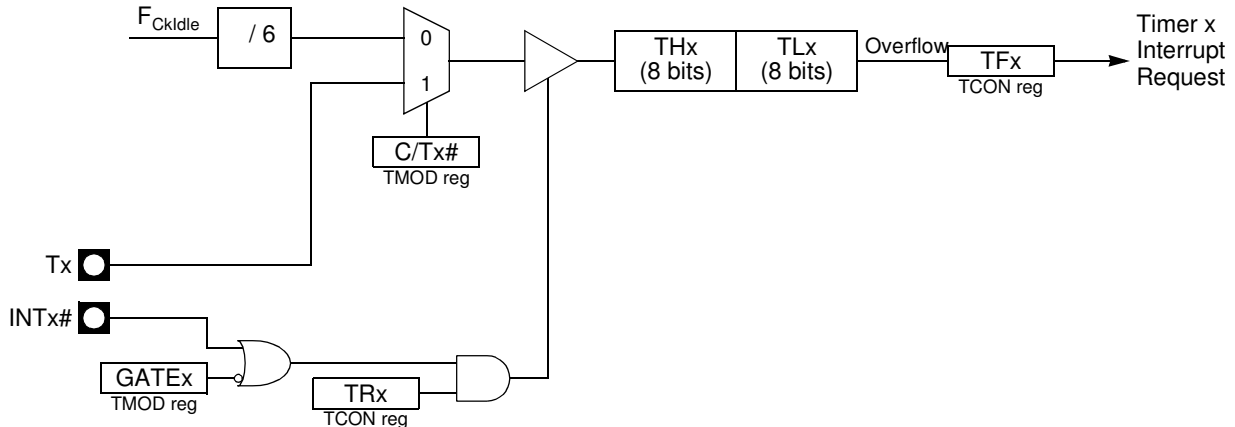 FCkIdle
/ 6
0
1
C/Tx#
TMOD reg
THx
(8 bits)
TLx
(8 bits)
Overflow
TFx
TCON reg
Timer x
Interrupt
Request
Tx
INTx#
GATEx
TMOD reg
TRx
TCON reg